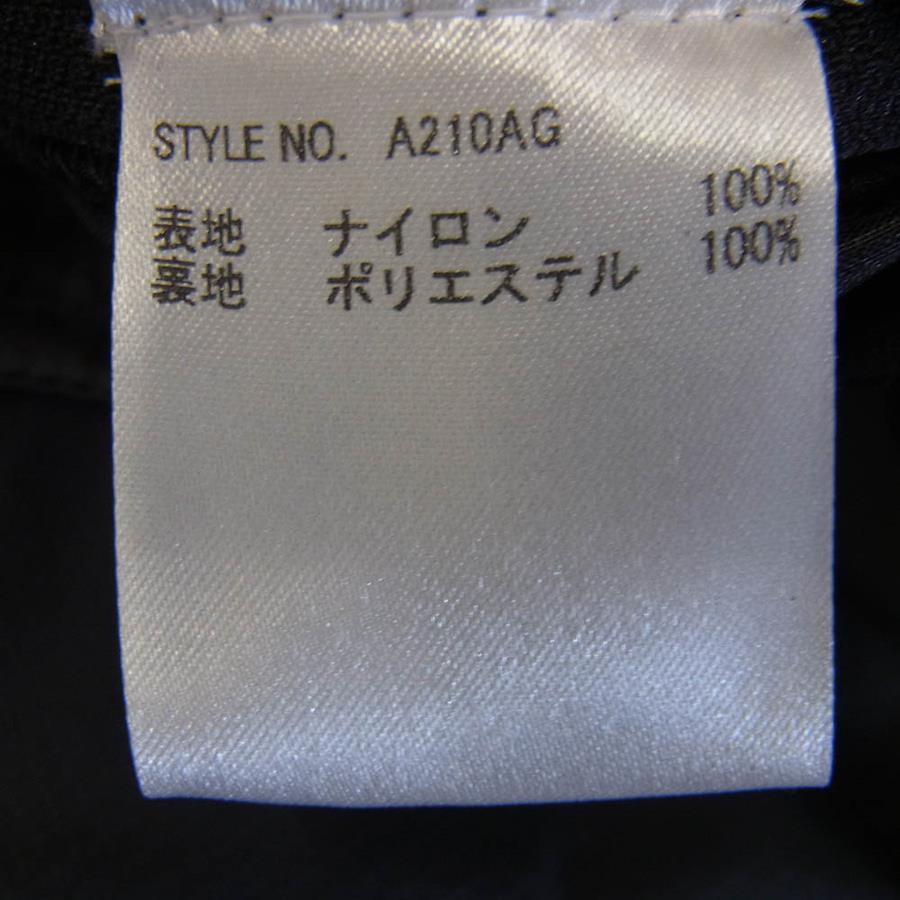 STYLE NO. A210AG
表地 ナイロン 100%
裏地 ポリエステル 100%